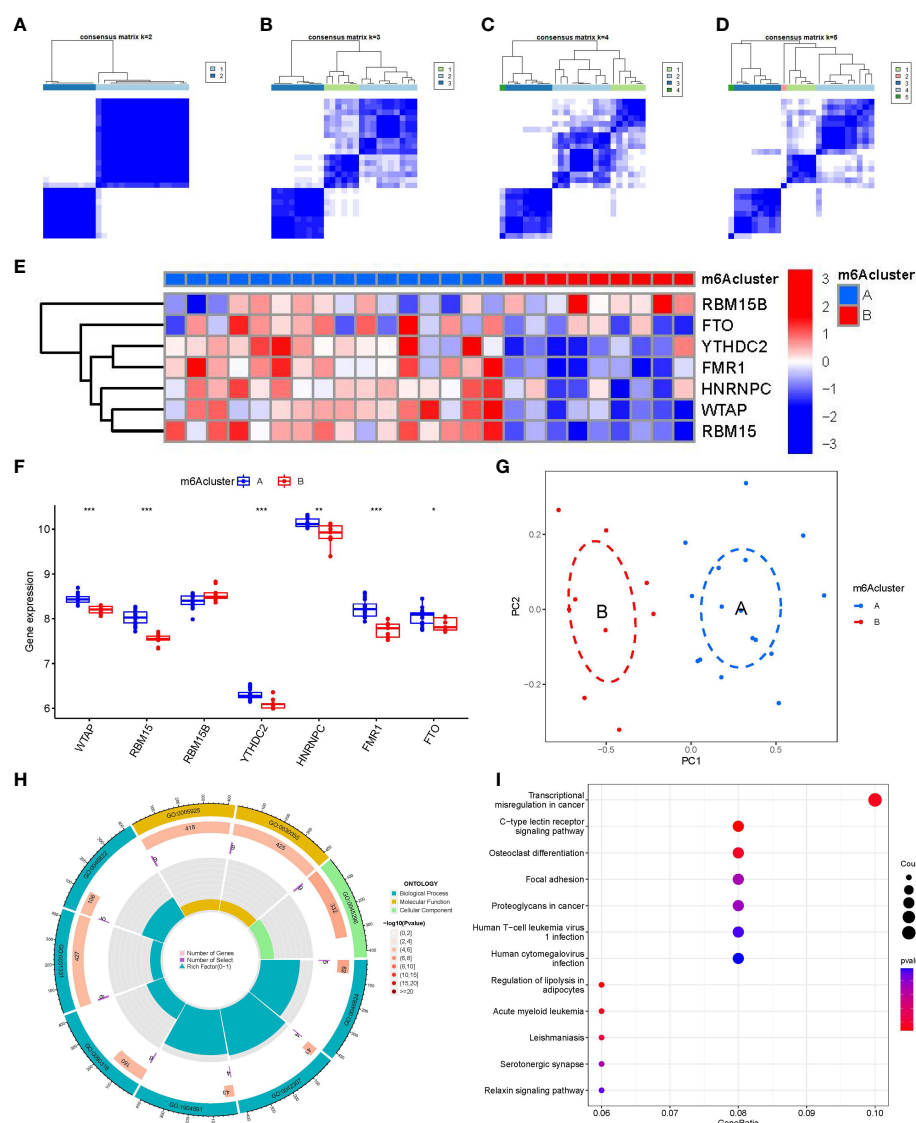 A
B
C
D
consensus matrix k=2
consensus matrix k=3
consensus matrix k=4
consensus matrix k=5
1
2
1
2
3
1
2
3
4
1
2
3
4
5
E
m6Acluster
RBM15B
FTO
YTHDC2
FMR1
HNRNPC
WTAP
RBM15
3
2
1
0
-1
-2
-3
m6Acluster
A
B
F
m6Acluster A B
*** *** *** ** *** *
Gene expression
10
9
8
7
6
WTAP
RBM15
RBM15B
YTHDC2
HNRNPC
FMR1
FTO
G
PC2
0.2
0.0
−0.2
B
A
−0.5
0.0
0.5
PC1
m6Acluster
A
B
H
418
425
332
427
ONTOLOGY
Biological Process
Molecular Function
Cellular Component
−log10(Pvalue)
(0,2]
(2,4]
(4,6]
(6,8]
(8,10]
(10,15]
(15,20]
>=20
Number of Genes
Number of Select
Rich Factor(0−1)
I
Transcriptional
misregulation in cancer
C−type lectin receptor
signaling pathway
Osteoclast differentiation
Focal adhesion
Proteoglycans in cancer
Human T−cell leukemia virus
1 infection
Human cytomegalovirus
infection
Regulation of lipolysis in
adipocytes
Acute myeloid leukemia
Leishmaniasis
Serotonergic synapse
Relaxin signaling pathway
0.06
0.07
0.08
0.09
0.10
GeneRatio
Cou
pvalu